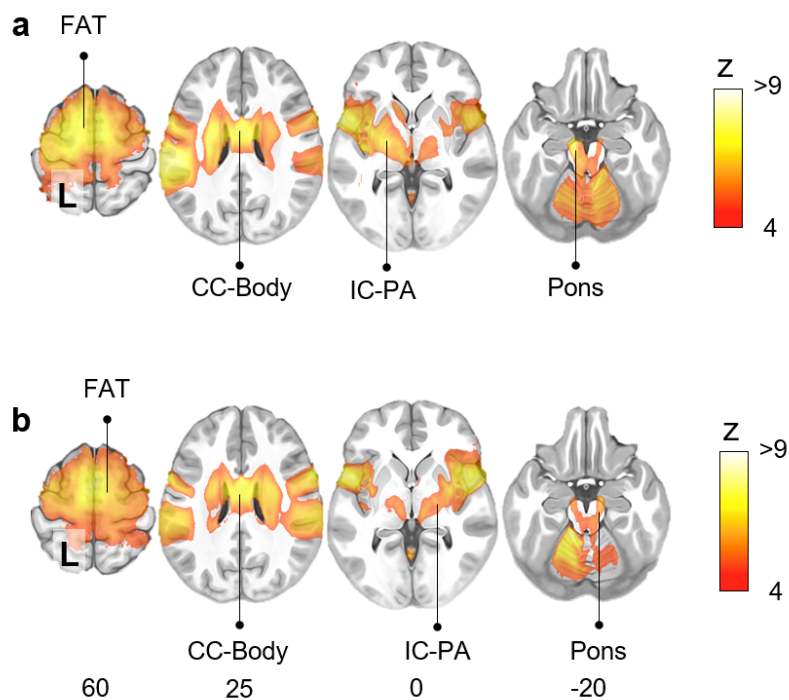 a
FAT
L
CC-Body
IC-PA
Pons
Z
>9
4
b
FAT
L
CC-Body
IC-PA
Pons
Z
>9
4
60
25
0
-20